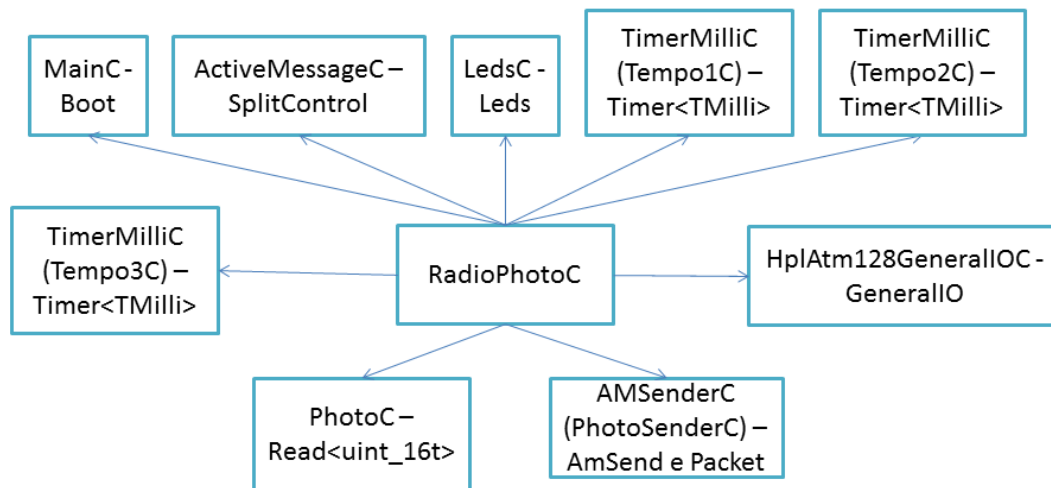 MainC -
Boot
ActiveMessageC –
SplitControl
LedsC -
Leds
TimerMilliC
(Tempo1C) –
Timer<TMilli>
TimerMilliC
(Tempo2C) –
Timer<TMilli>
TimerMilliC
(Tempo3C) –
Timer<TMilli>
RadioPhotoC
HplAtm128GeneralIOC -
GeneralIO
PhotoC –
Read<uint_16t>
AMSenderC
(PhotoSenderC) –
AmSend e Packet